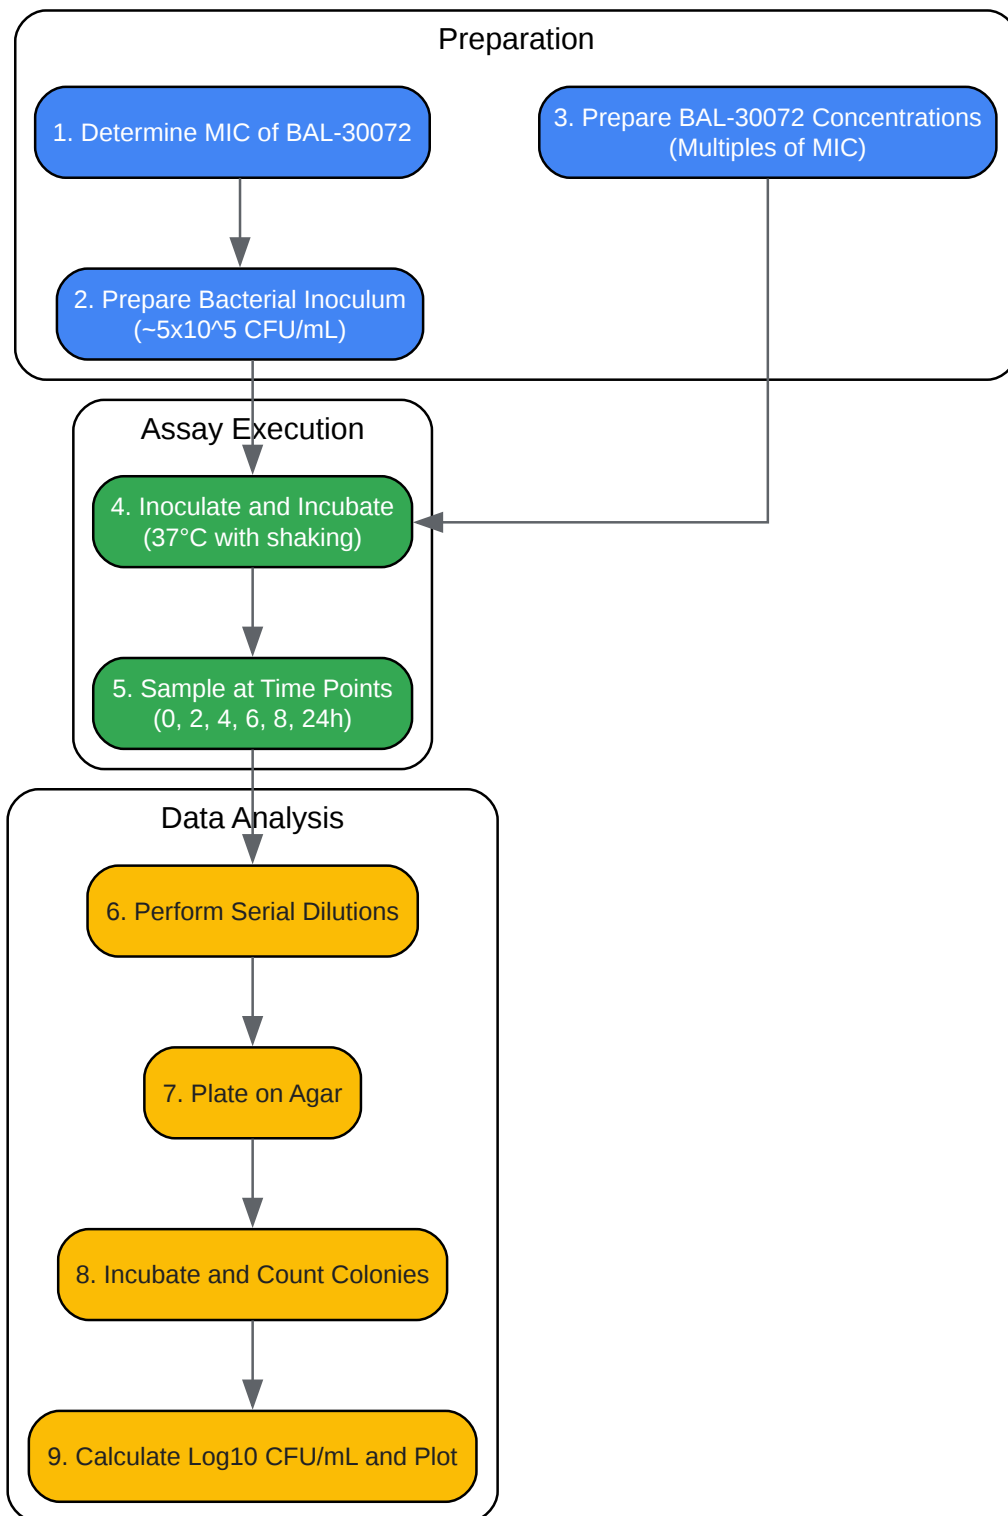 Preparation
1. Determine MIC of BAL-30072
3. Prepare BAL-30072 Concentrations
(Multiples of MIC)
2. Prepare Bacterial Inoculum
(~5x10^5 CFU/mL)
Assay Execution
4. Inoculate and Incubate
(37°C with shaking)
5. Sample at Time Points
(0, 2, 4, 6, 8, 24h)
Data Analysis
6. Perform Serial Dilutions
7. Plate on Agar
8. Incubate and Count Colonies
9. Calculate Log10 CFU/mL and Plot